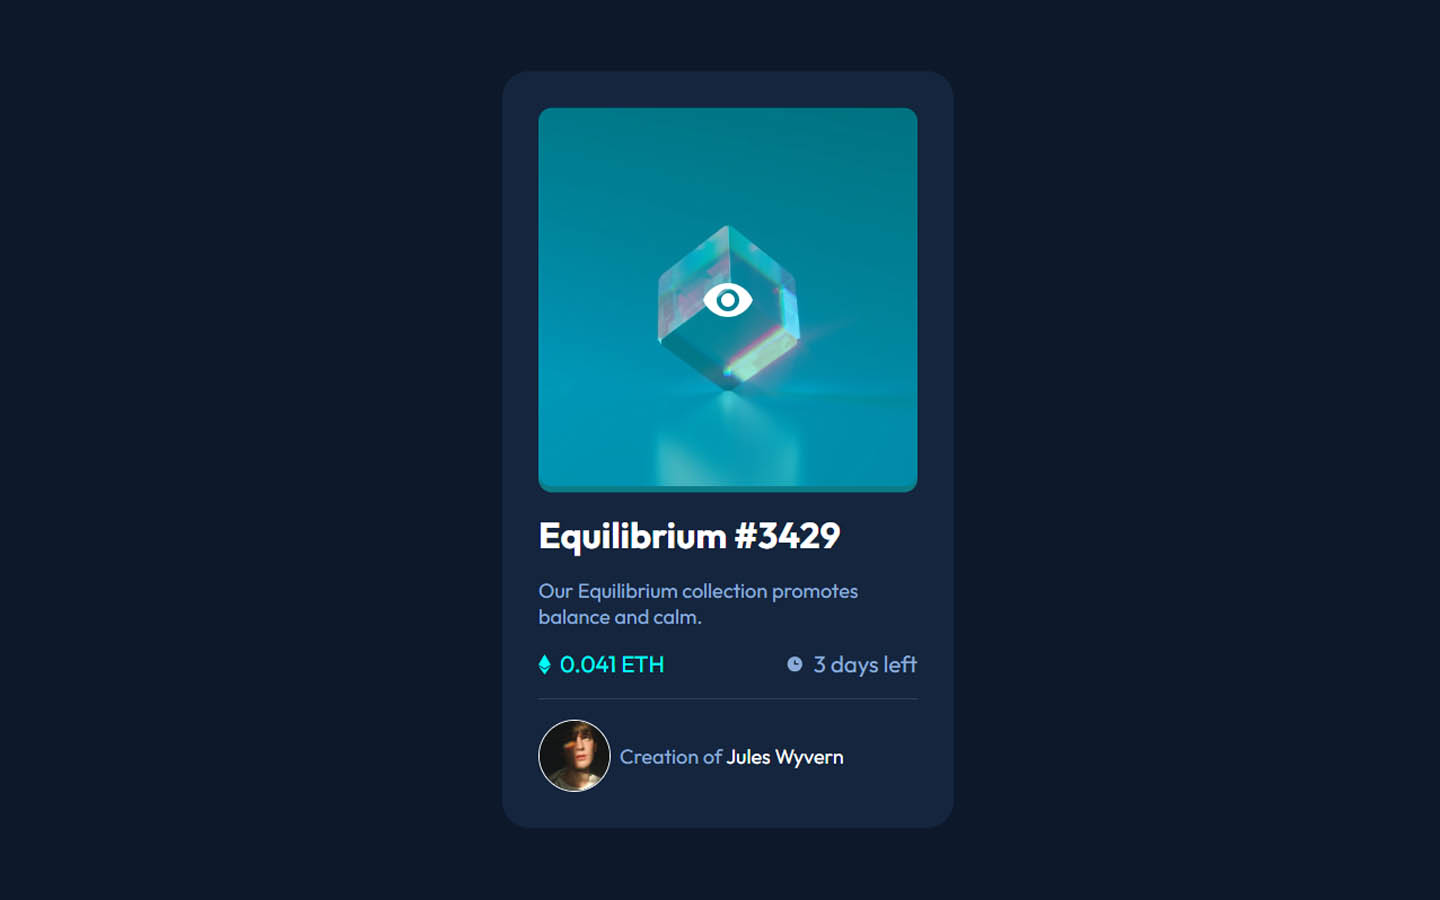 Equilibrium #3429
Our Equilibrium collection promotes
balance and calm.
0.041 ETH
3 days left
Creation of Jules Wyvern